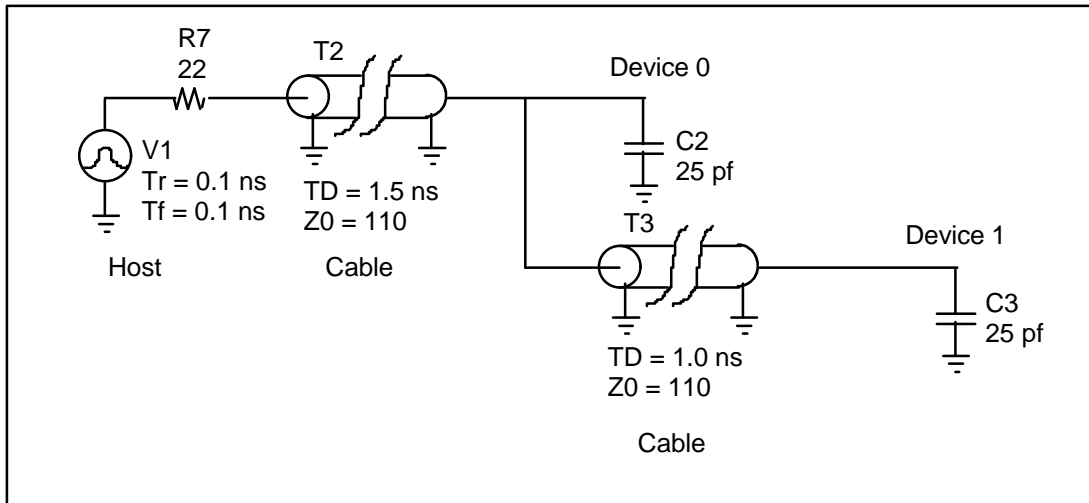 R7
22
T2
Device 0
V1
Tr = 0.1 ns
Tf = 0.1 ns
C2
25 pf
TD = 1.5 ns
Z0 = 110
T3
Device 1
Host
Cable
C3
25 pf
TD = 1.0 ns
Z0 = 110
Cable